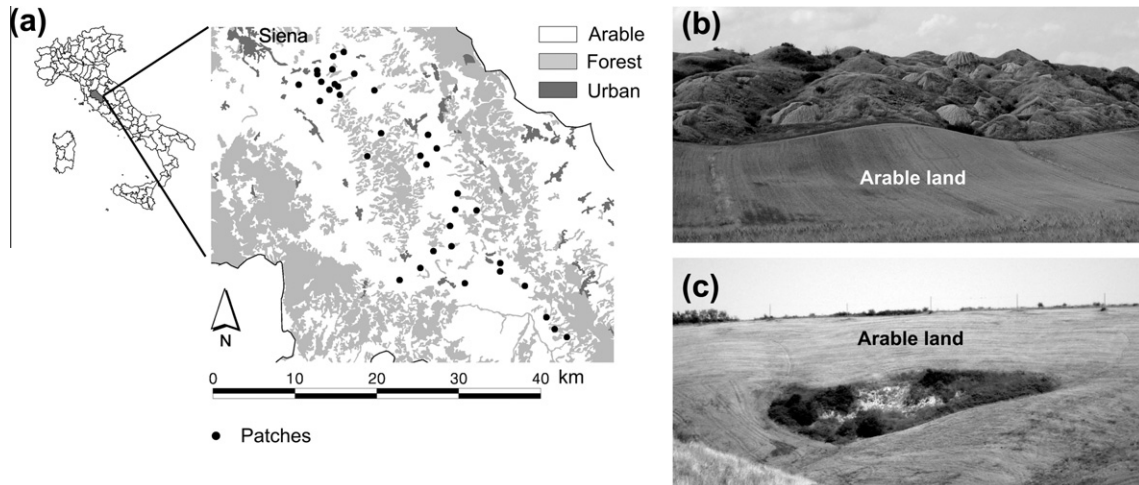 (a)
Siena
Arable
Forest
Urban
N
0 10 20 30 40 km
Patches
(b)
Arable land
(c)
Arable land